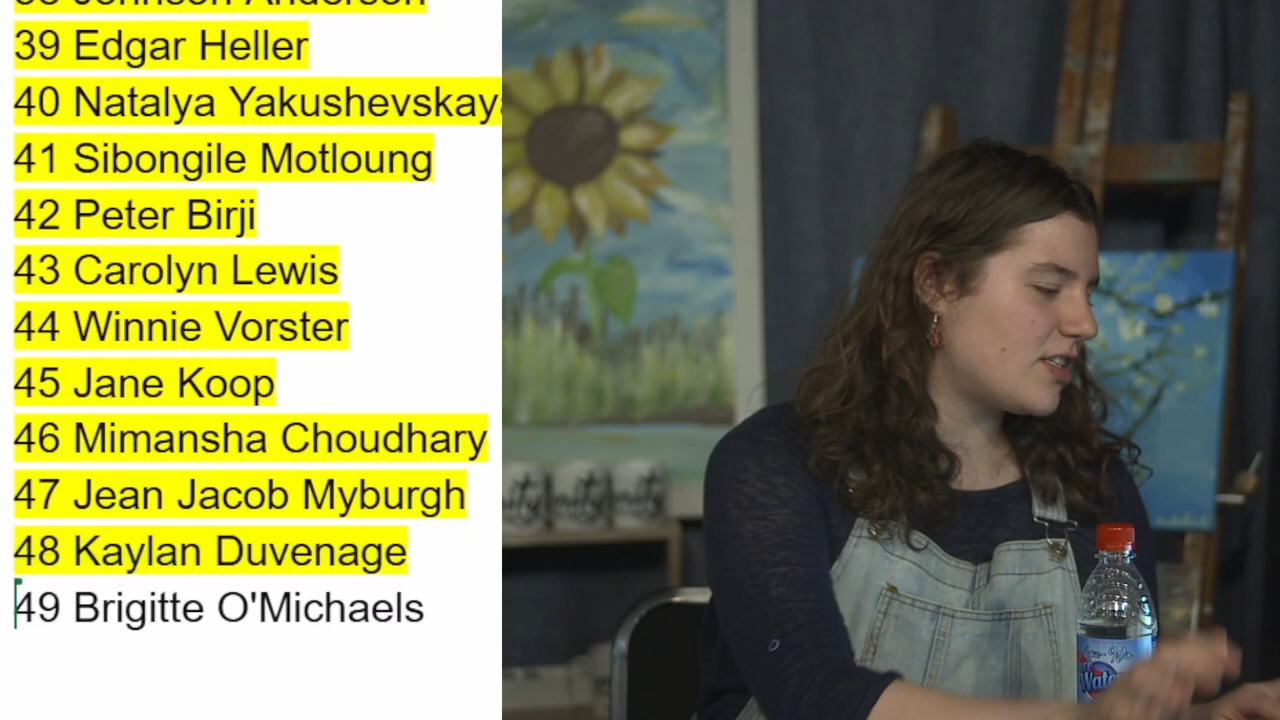 39 Edgar Heller
40 Natalya Yakushevskaya
41 Sibongile Motloung
42 Peter Birji
43 Carolyn Lewis
44 Winnie Vorster
45 Jane Koop
46 Mimansha Choudhary
47 Jean Jacob Myburgh
48 Kaylan Duvenage
49 Brigitte O'Michaels